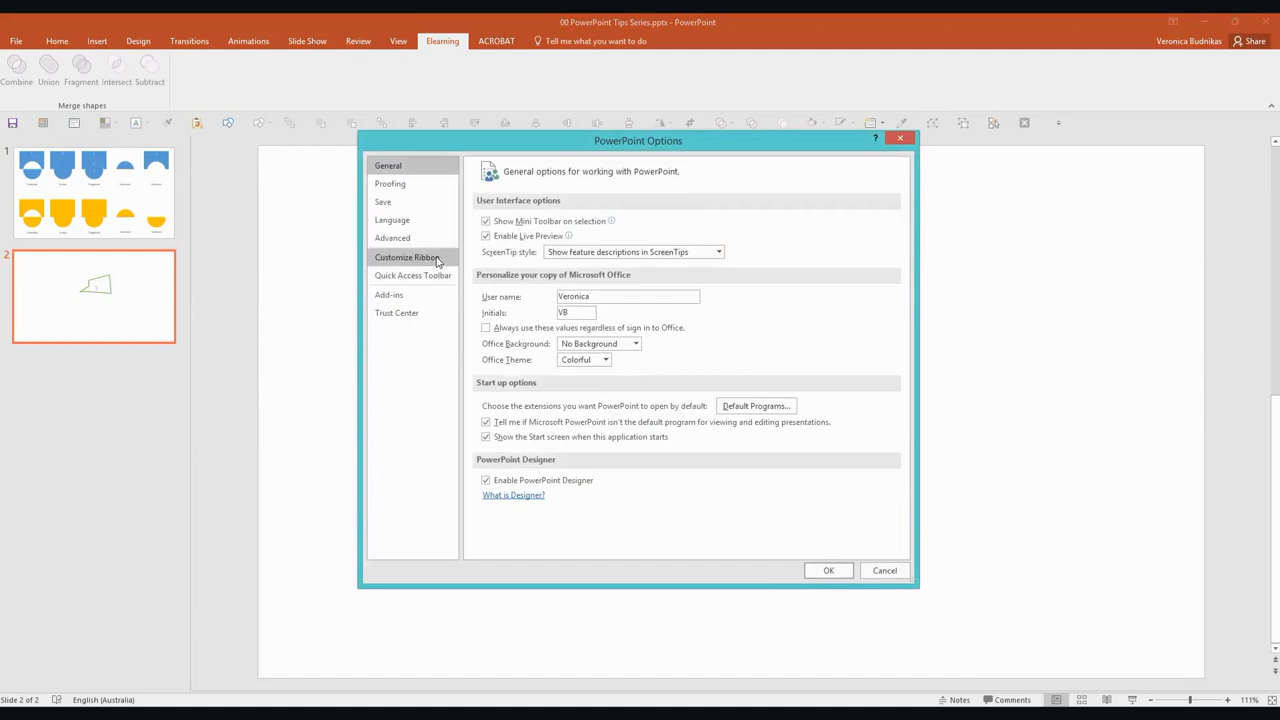 00 PowerPoint Tips Series.pptx - PowerPoint
File Home Insert Design Transitions Animations Slide Show Review View Elearning ACROBAT Tell me what you want to do Veronica Budnikas Share
Combine Union Fragment Intersect Subtract
Merge shapes
PowerPoint Options
?
1
2
General
Proofing
Save
Language
Advanced
Customize Ribbon
Quick Access Toolbar
Add-ins
Trust Center
General options for working with PowerPoint.
User Interface options
Show Mini Toolbar on selection
Enable Live Preview
ScreenTip style: Show feature descriptions in ScreenTips
Personalize your copy of Microsoft Office
User name: Veronica
Initials: VB
Always use these values regardless of sign in to Office.
Office Background: No Background
Office Theme: Colorful
Start up options
Choose the extensions you want PowerPoint to open by default: Default Programs...
Tell me if Microsoft PowerPoint isn't the default program for viewing and editing presentations.
Show the Start screen when this application starts
PowerPoint Designer
Enable PowerPoint Designer
What is Designer?
OK Cancel
Slide 2 of 2 English (Australia) Notes Comments 111%